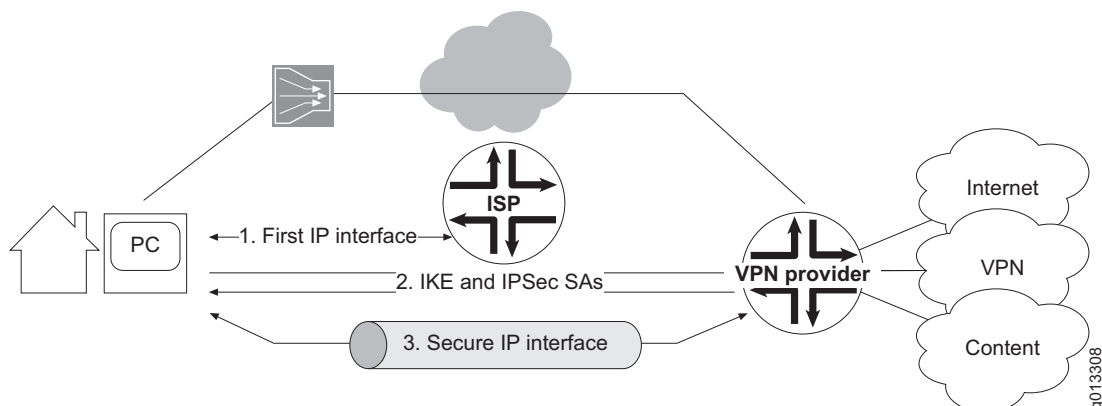 ISP
Internet
PC
1. First IP interface
VPN provider
VPN
2. IKE and IPSec SAs
3. Secure IP interface
Content
g013308